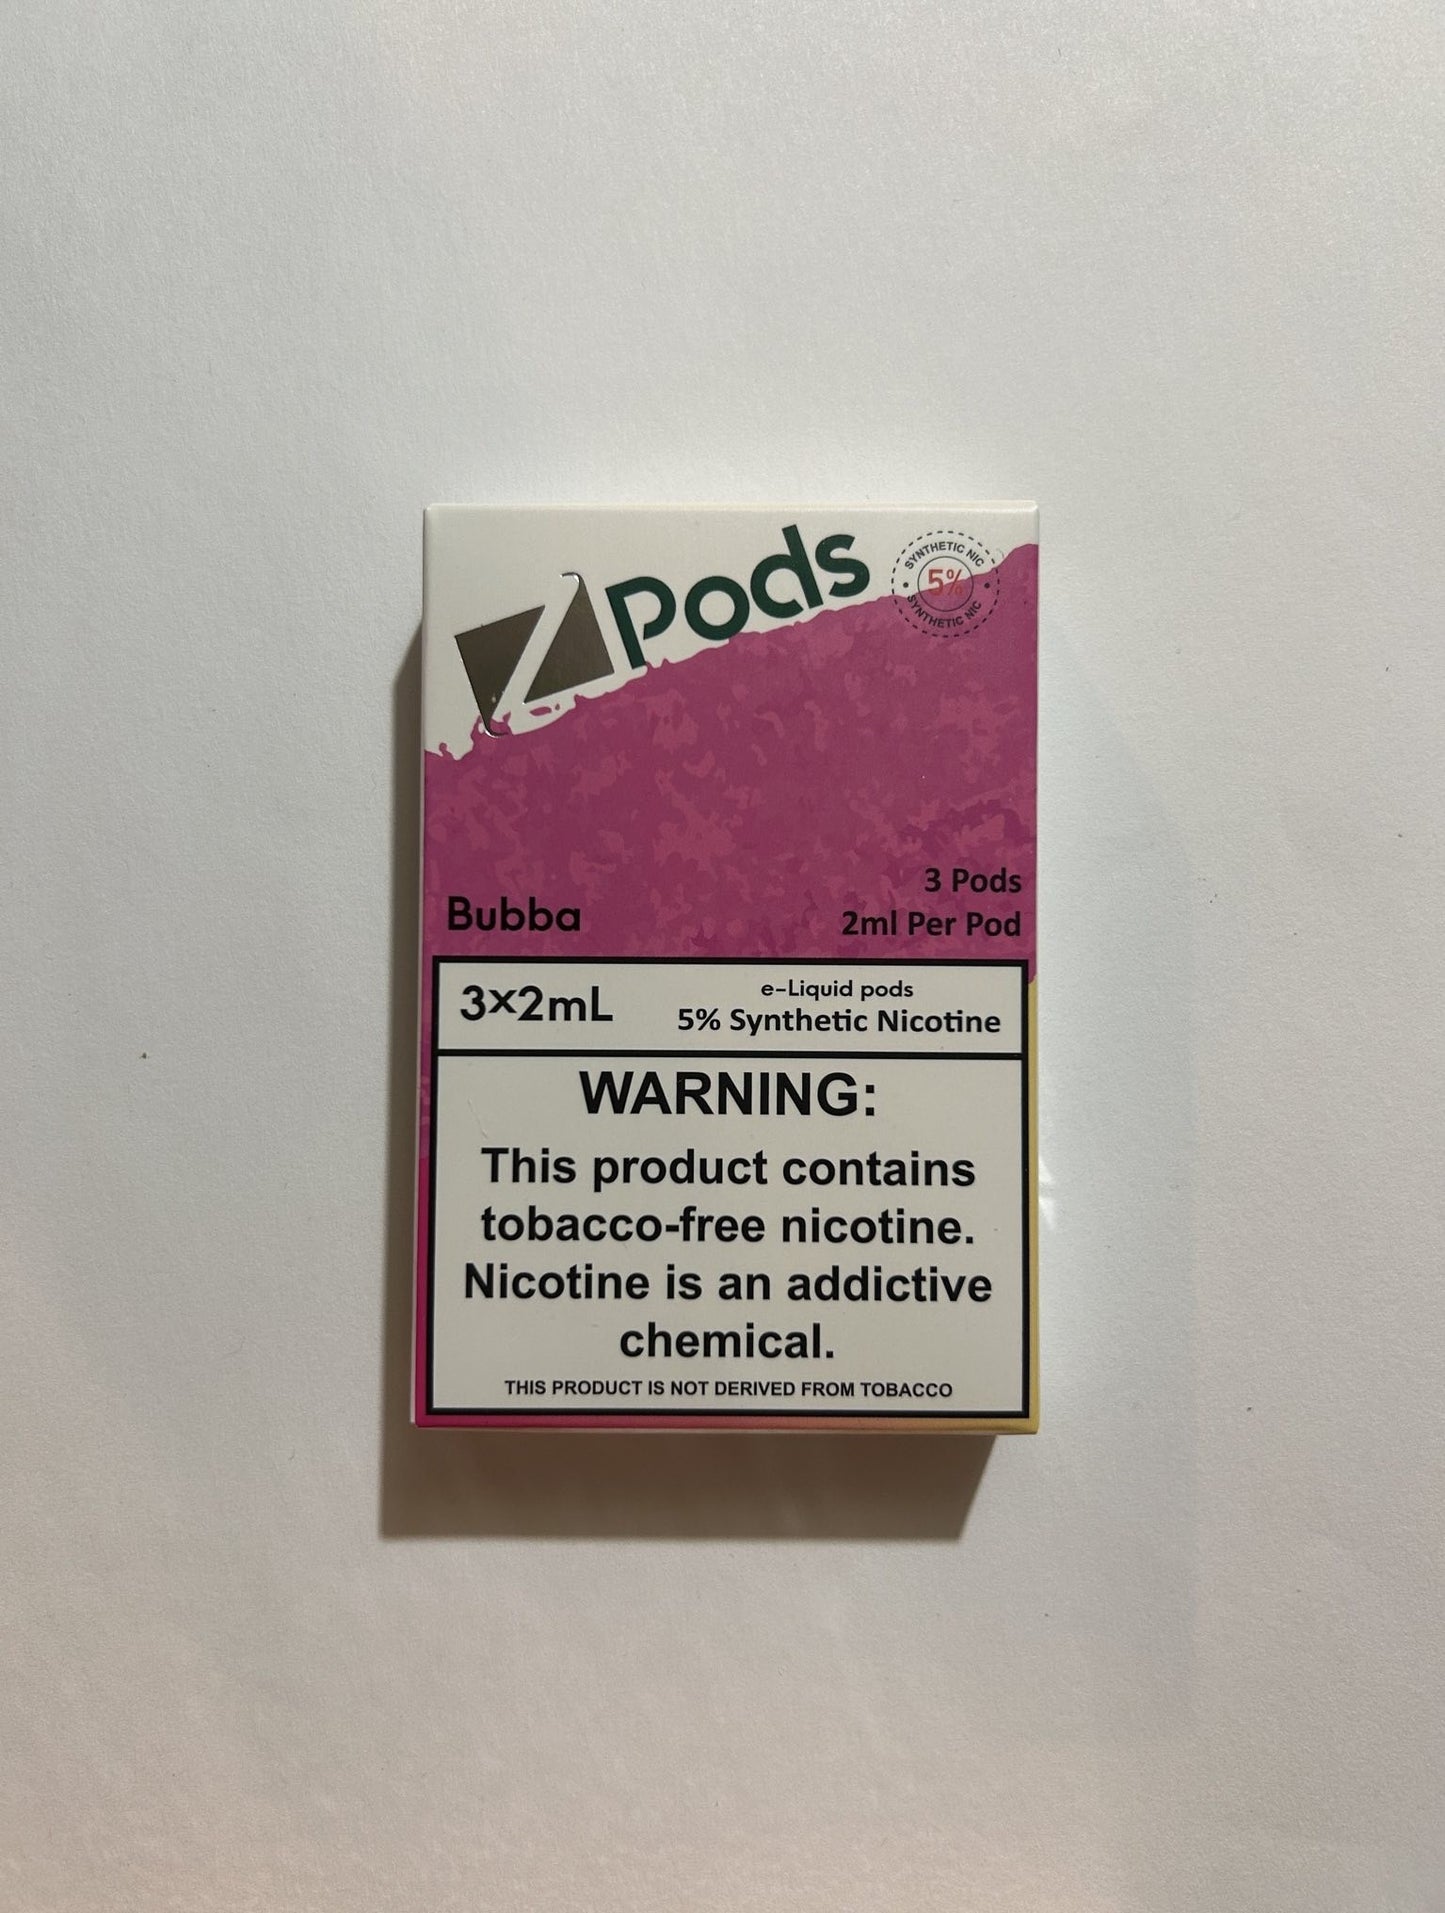 Z Pods
SYNTHETIC NIC
5%
SYNTHETIC NIC
3 Pods
Bubba
2ml Per Pod
3×2mL
e-Liquid pods
5% Synthetic Nicotine
WARNING:
This product contains
tobacco-free nicotine.
Nicotine is an addictive
chemical.
THIS PRODUCT IS NOT DERIVED FROM TOBACCO